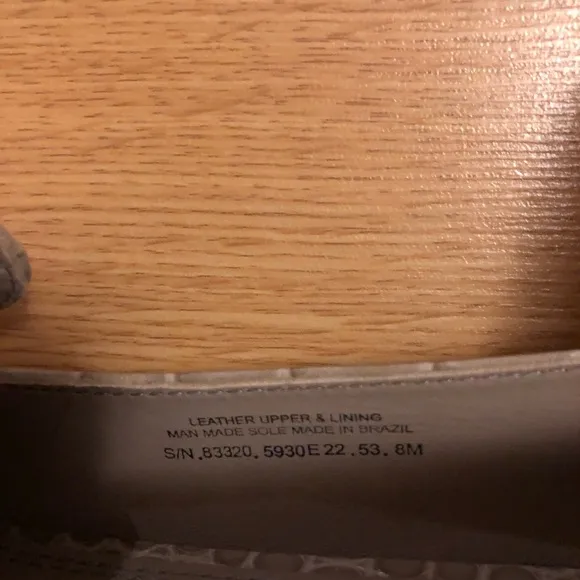 LEATHER UPPER & LINING
MAN MADE SOLE MADE IN BRAZIL
S/N.83320.5930E22.53.8M